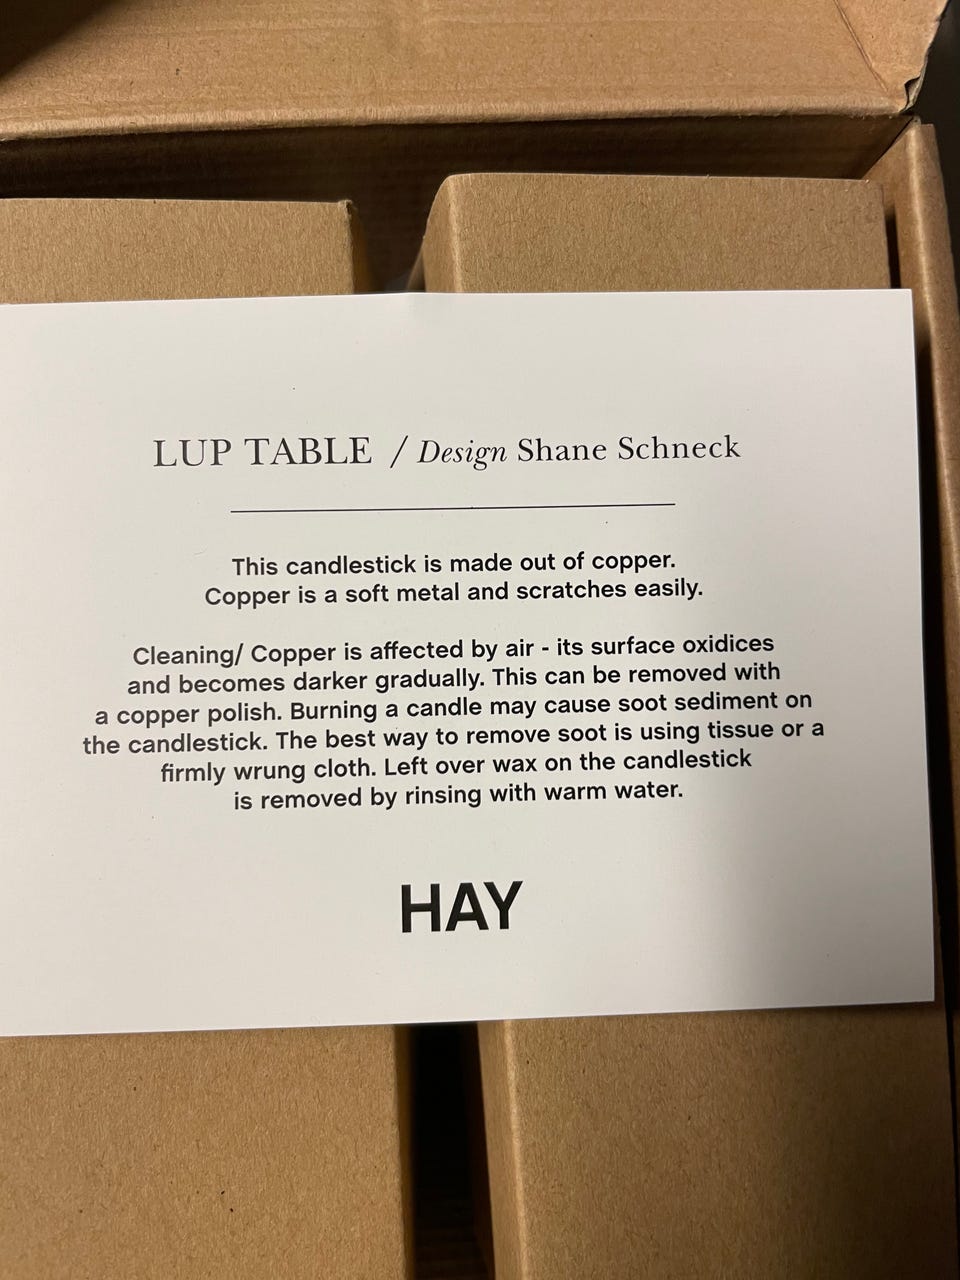 LUP TABLE / Design Shane Schneck
This candlestick is made out of copper.
Copper is a soft metal and scratches easily.
Cleaning/ Copper is affected by air - its surface oxidices
and becomes darker gradually. This can be removed with
a copper polish. Burning a candle may cause soot sediment on
the candlestick. The best way to remove soot is using tissue or a
firmly wrung cloth. Left over wax on the candlestick
is removed by rinsing with warm water.
HAY